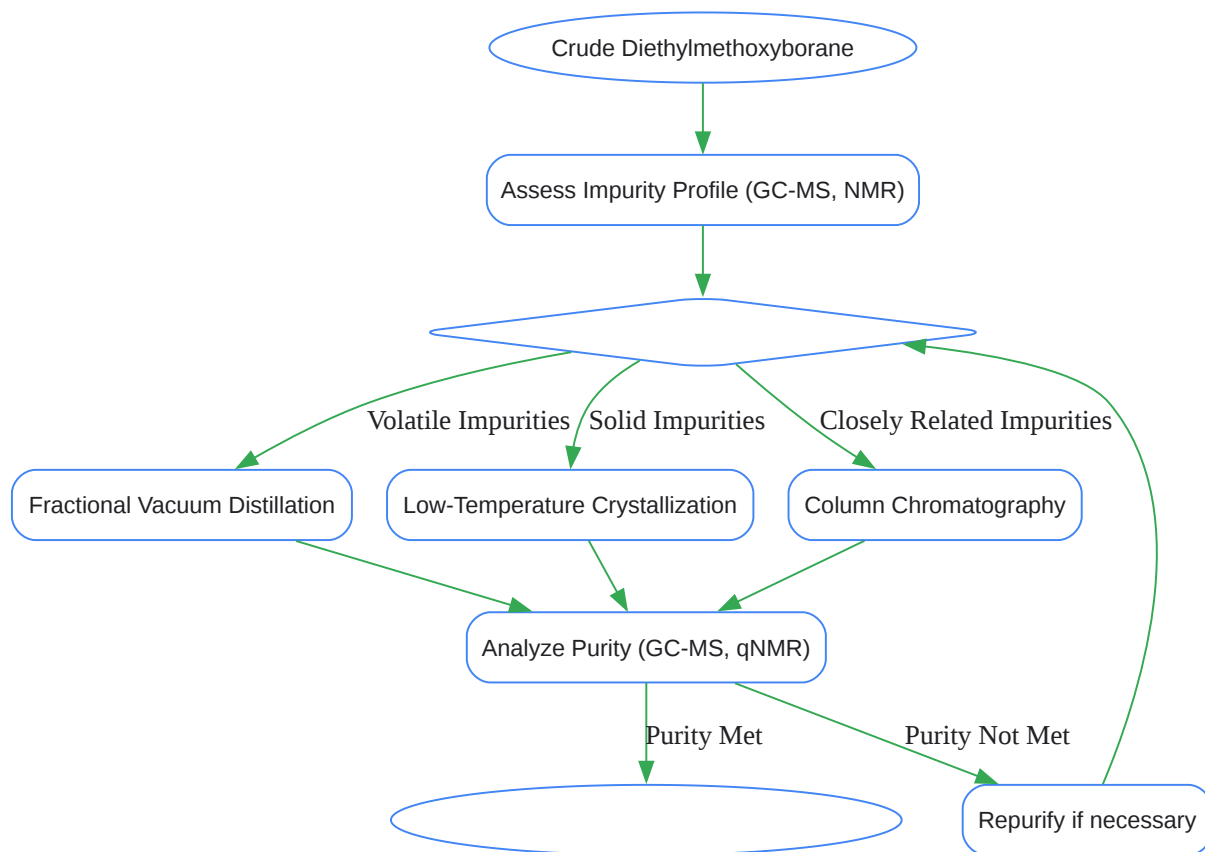 Crude Diethylmethoxyborane
Assess Impurity Profile (GC-MS, NMR)
Volatile Impurities
Solid Impurities
Closely Related Impurities
Fractional Vacuum Distillation
Low-Temperature Crystallization
Column Chromatography
Analyze Purity (GC-MS, qNMR)
Purity Met
Purity Not Met
Repurify if necessary